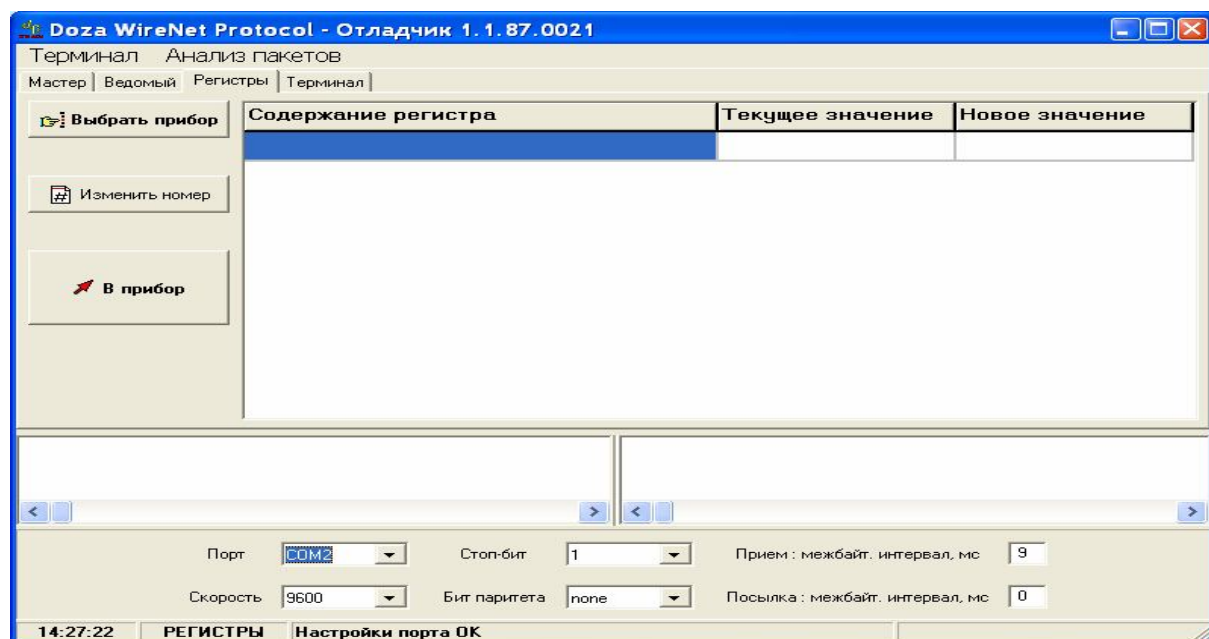 Doza WireNet Protocol - Отладчик 1.1.87.0021
Терминал Анализ пакетов
Мастер Ведомый Регистры Терминал
Выбрать прибор
Содержание регистра Текущее значение Новое значение
Изменить номер
В прибор
Порт COM2 Стоп-бит 1 Прием : межбайт. интервал, мс 9
Скорость 9600 Бит паритета none Посылка : межбайт. интервал, мс 0
14:27:22 РЕГИСТРЫ Настройки порта OK